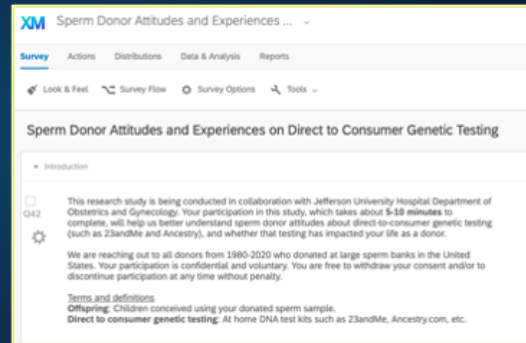 XM Sperm Donor Attitudes and Experiences ...
Survey Actions Distributions Data & Analysis Reports
Look & Feel Survey Flow Survey Options Tools
Sperm Donor Attitudes and Experiences on Direct to Consumer Genetic Testing
Introduction
Q42
This research study is being conducted in collaboration with Jefferson University Hospital Department of
Obstetrics and Gynecology. Your participation in this study, which takes about 5-10 minutes to
complete, will help us better understand sperm donor attitudes about direct-to-consumer genetic testing
(such as 23andMe and Ancestry), and whether that testing has impacted your life as a donor.
We are reaching out to all donors from 1980-2020 who donated at large sperm banks in the United
States. Your participation is confidential and voluntary. You are free to withdraw your consent and/or to
discontinue participation at any time without penalty.
Terms and definitions
Offspring: Children conceived using your donated sperm sample.
Direct to consumer genetic testing: At home DNA test kits such as 23andMe, Ancestry.com, etc.